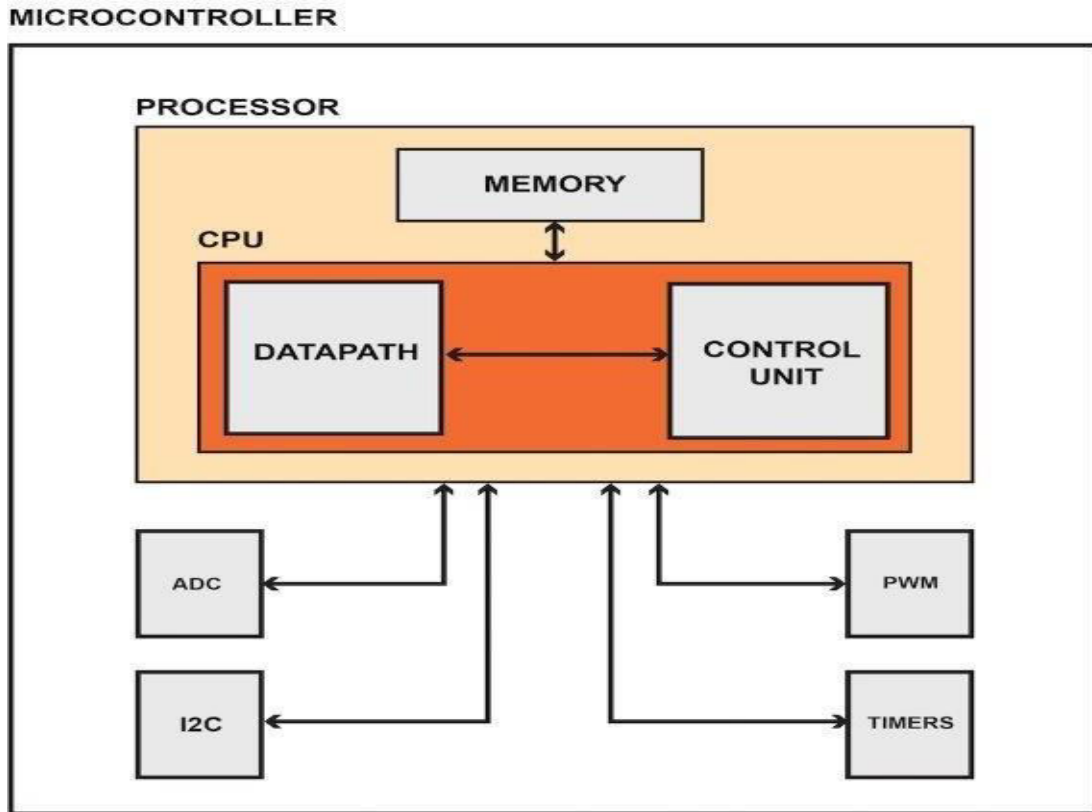 MICROCONTROLLER
PROCESSOR
MEMORY
CPU
DATAPATH
CONTROL
UNIT
ADC
PWM
I2C
TIMERS